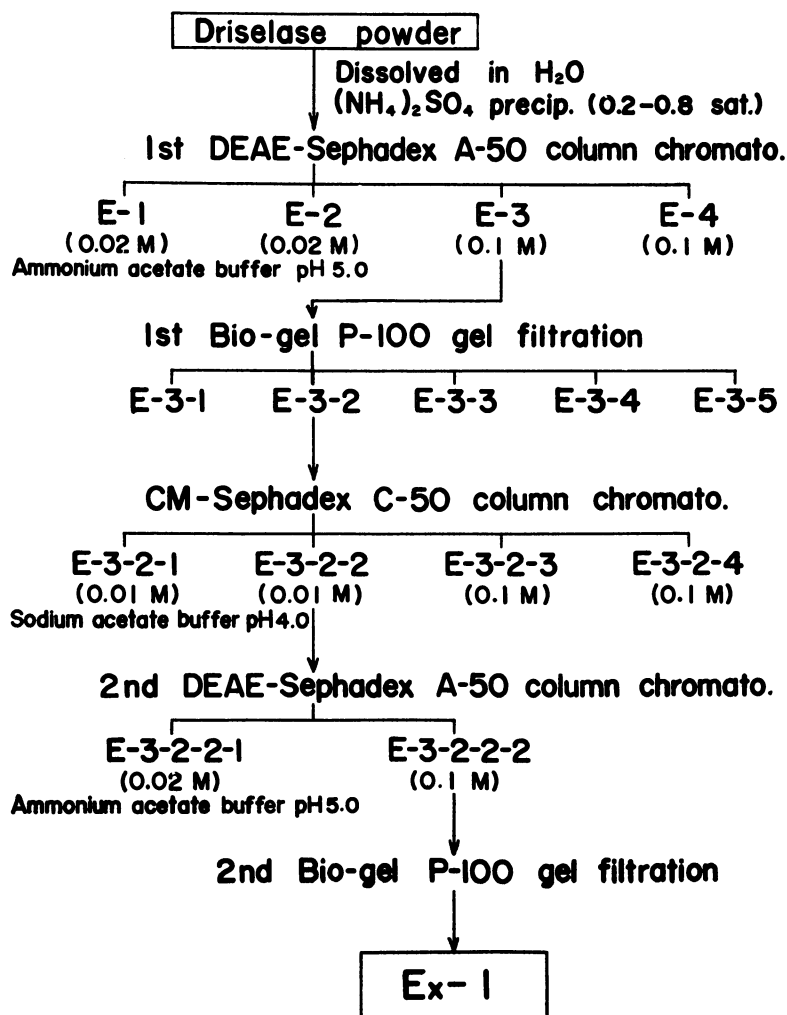 Driselase powder
Dissolved in H₂O
(NH₄)₂SO₄ precip. (0.2-0.8 sat.)
1st DEAE-Sephadex A-50 column chromato.
E-1 E-2 E-3 E-4
(0.02 M) (0.02 M) (0.1 M) (0.1 M)
Ammonium acetate buffer pH 5.0
1st Bio-gel P-100 gel filtration
E-3-1 E-3-2 E-3-3 E-3-4 E-3-5
CM-Sephadex C-50 column chromato.
E-3-2-1 E-3-2-2 E-3-2-3 E-3-2-4
(0.01 M) (0.01 M) (0.1 M) (0.1 M)
Sodium acetate buffer pH4.0
2nd DEAE-Sephadex A-50 column chromato.
E-3-2-2-1 E-3-2-2-2
(0.02 M) (0.1 M)
Ammonium acetate buffer pH5.0
2nd Bio-gel P-100 gel filtration
Ex-1